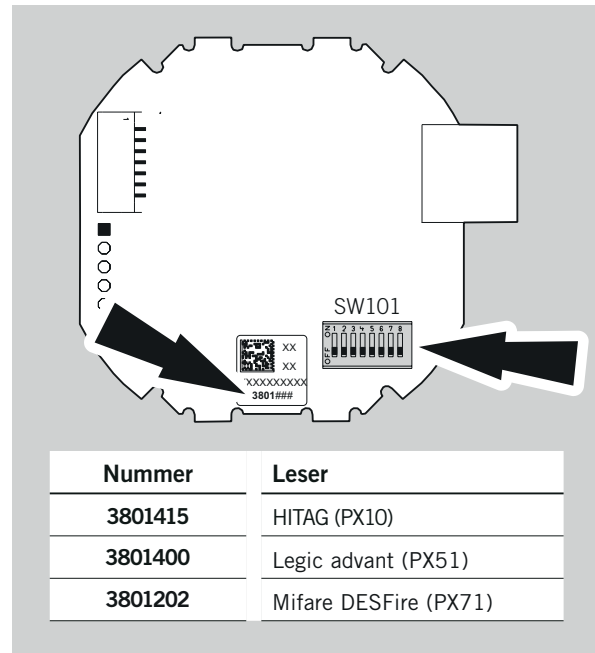 SW101
ON
OFF
1 2 3 4 5 6 7 8
XX
XX
XXXXXXXXX
3801###
Nummer Leser
3801415 HITAG (PX10)
3801400 Legic advant (PX51)
3801202 Mifare DESFire (PX71)